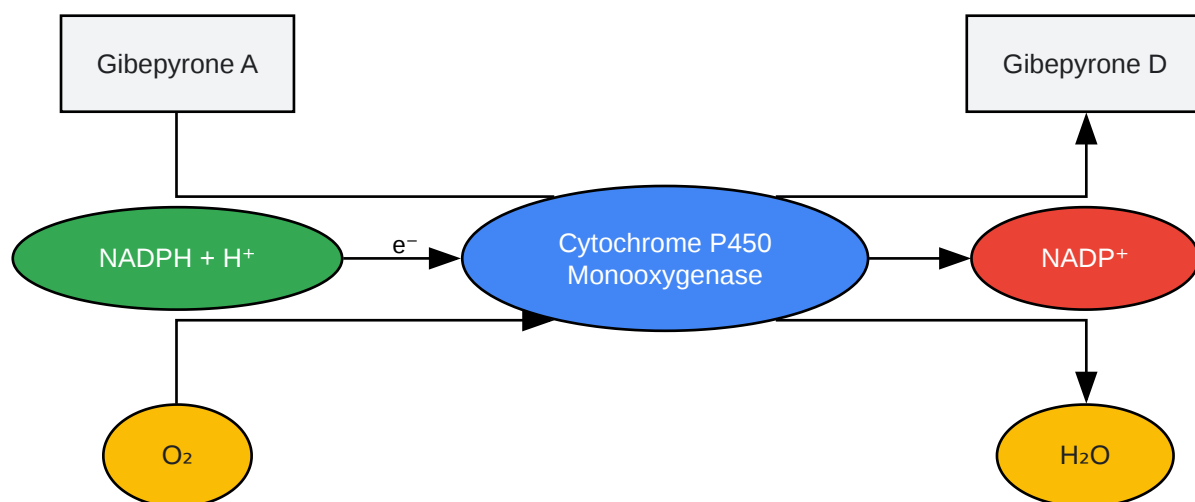 Gibepyrone A
Gibepyrone D
NADPH + H⁺
e⁻
Cytochrome P450
Monooxygenase
NADP⁺
O₂
H₂O